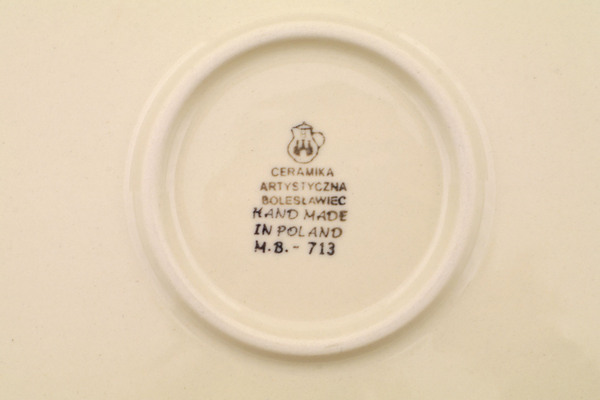 CERAMIKA
ARTYSTYCZNA
BOLESŁAWIEC
HAND MADE
IN POLAND
M.B.- 713